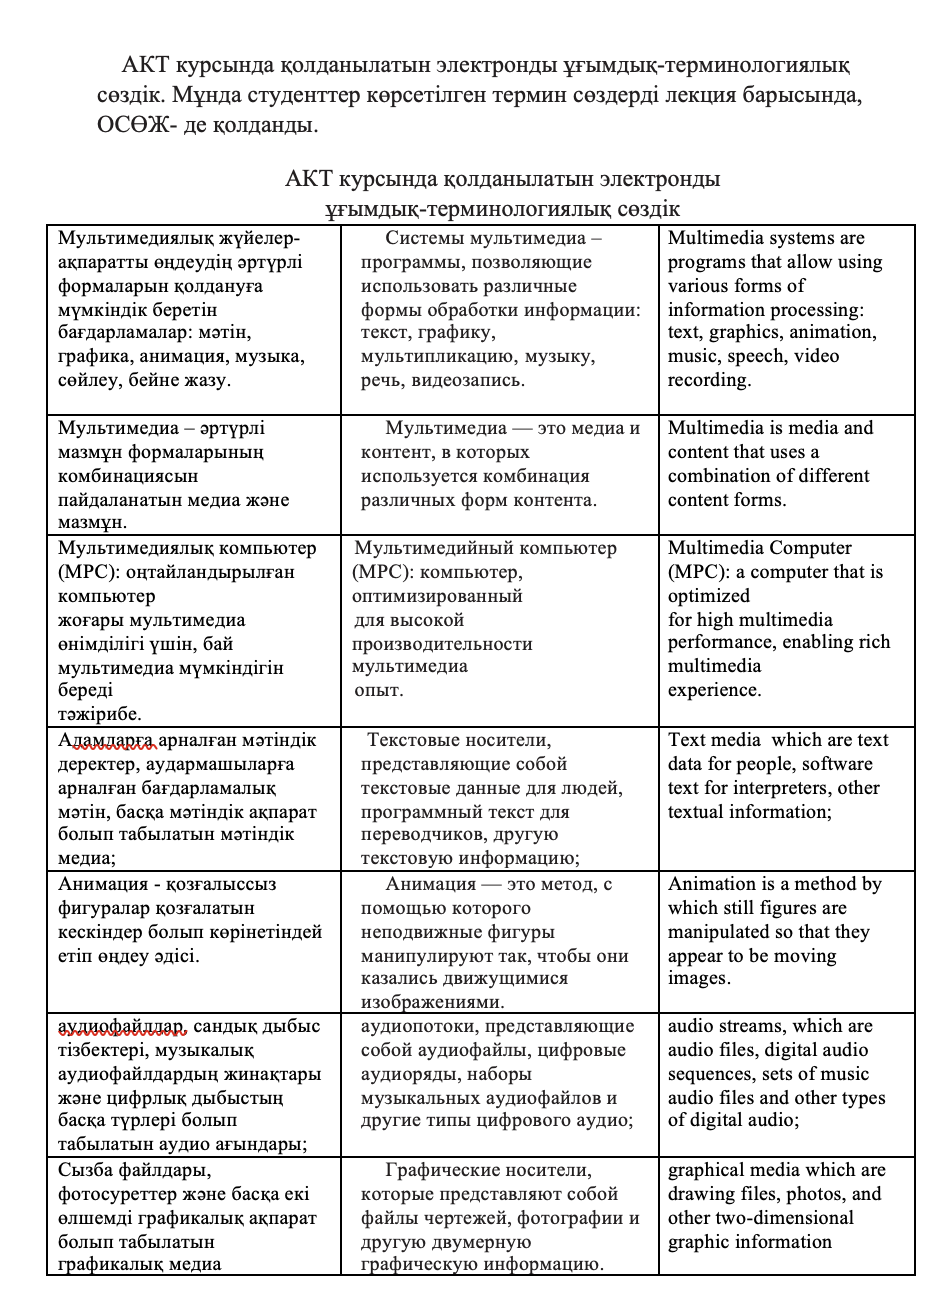 АКТ курсында қолданылатын электронды ұғымдық-терминологиялық
сөздік. Мұнда студенттер көрсетілген термин сөздерді лекция барысында,
ОСӨЖ- де қолданды.
АКТ курсында қолданылатын электронды
ұғымдық-терминологиялық сөздік
Мультимедиялық жүйелер-
ақпаратты өңдеудің әртүрлі
формаларын қолдануға
мүмкіндік беретін
бағдарламалар: мәтін,
графика, анимация, музыка,
сөйлеу, бейне жазу.
Системы мультимедиа –
программы, позволяющие
использовать различные
формы обработки информации:
текст, графику,
мультипликацию, музыку,
речь, видеозапись.
Multimedia systems are
programs that allow using
various forms of
information processing:
text, graphics, animation,
music, speech, video
recording.
Мультимедиа – әртүрлі
мазмұн формаларының
комбинациясын
пайдаланатын медиа және
мазмұн.
Мультимедиа — это медиа и
контент, в которых
используется комбинация
различных форм контента.
Multimedia is media and
content that uses a
combination of different
content forms.
Мультимедиялық компьютер
(MPC): оңтайландырылған
компьютер
жоғары мультимедиа
өнімділігі үшін, бай
мультимедиа мүмкіндігін
береді
тәжірибе.
Мультимедийный компьютер
(MPC): компьютер,
оптимизированный
для высокой
производительности
мультимедиа
опыт.
Multimedia Computer
(MPC): a computer that is
optimized
for high multimedia
performance, enabling rich
multimedia
experience.
Адамдарға арналған мәтіндік
деректер, аудармашыларға
арналған бағдарламалық
мәтін, басқа мәтіндік ақпарат
болып табылатын мәтіндік
медиа;
Текстовые носители,
представляющие собой
текстовые данные для людей,
программный текст для
переводчиков, другую
текстовую информацию;
Text media  which are text
data for people, software
text for interpreters, other
textual information;
Анимация - қозғалыссыз
фигуралар қозғалатын
кескіндер болып көрінетіндей
етіп өңдеу әдісі.
Анимация — это метод, с
помощью которого
неподвижные фигуры
манипулируют так, чтобы они
казались движущимися
изображениями.
Animation is a method by
which still figures are
manipulated so that they
appear to be moving
images.
аудиофайлдар, сандық дыбыс
тізбектері, музыкалық
аудиофайлдардың жинақтары
және цифрлық дыбыстың
басқа түрлері болып
табылатын аудио ағындары;
аудиопотоки, представляющие
собой аудиофайлы, цифровые
аудиоряды, наборы
музыкальных аудиофайлов и
другие типы цифрового аудио;
audio streams, which are
audio files, digital audio
sequences, sets of music
audio files and other types
of digital audio;
Сызба файлдары,
фотосуреттер және басқа екі
өлшемді графикалық ақпарат
болып табылатын
графикалық медиа
Графические носители,
которые представляют собой
файлы чертежей, фотографии и
другую двумерную
графическую информацию.
graphical media which are
drawing files, photos, and
other two-dimensional
graphic information